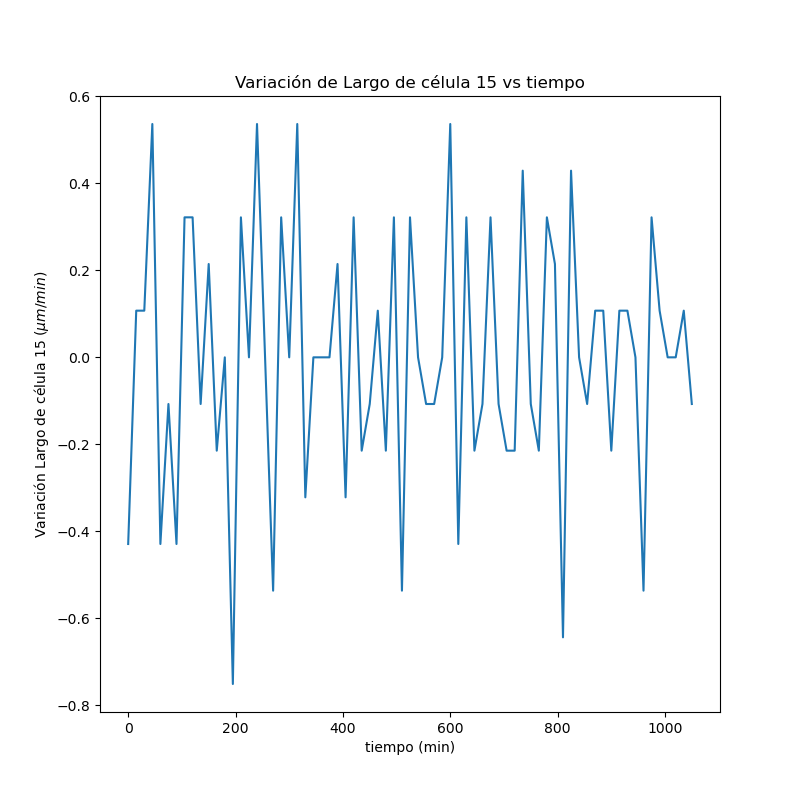 Variación de Largo de célula 15 vs tiempo
0.6
0.4
0.2
0.0
−0.2
−0.4
−0.6
−0.8
Variación Largo de célula 15 (μm/min)
0 200 400 600 800 1000
tiempo (min)